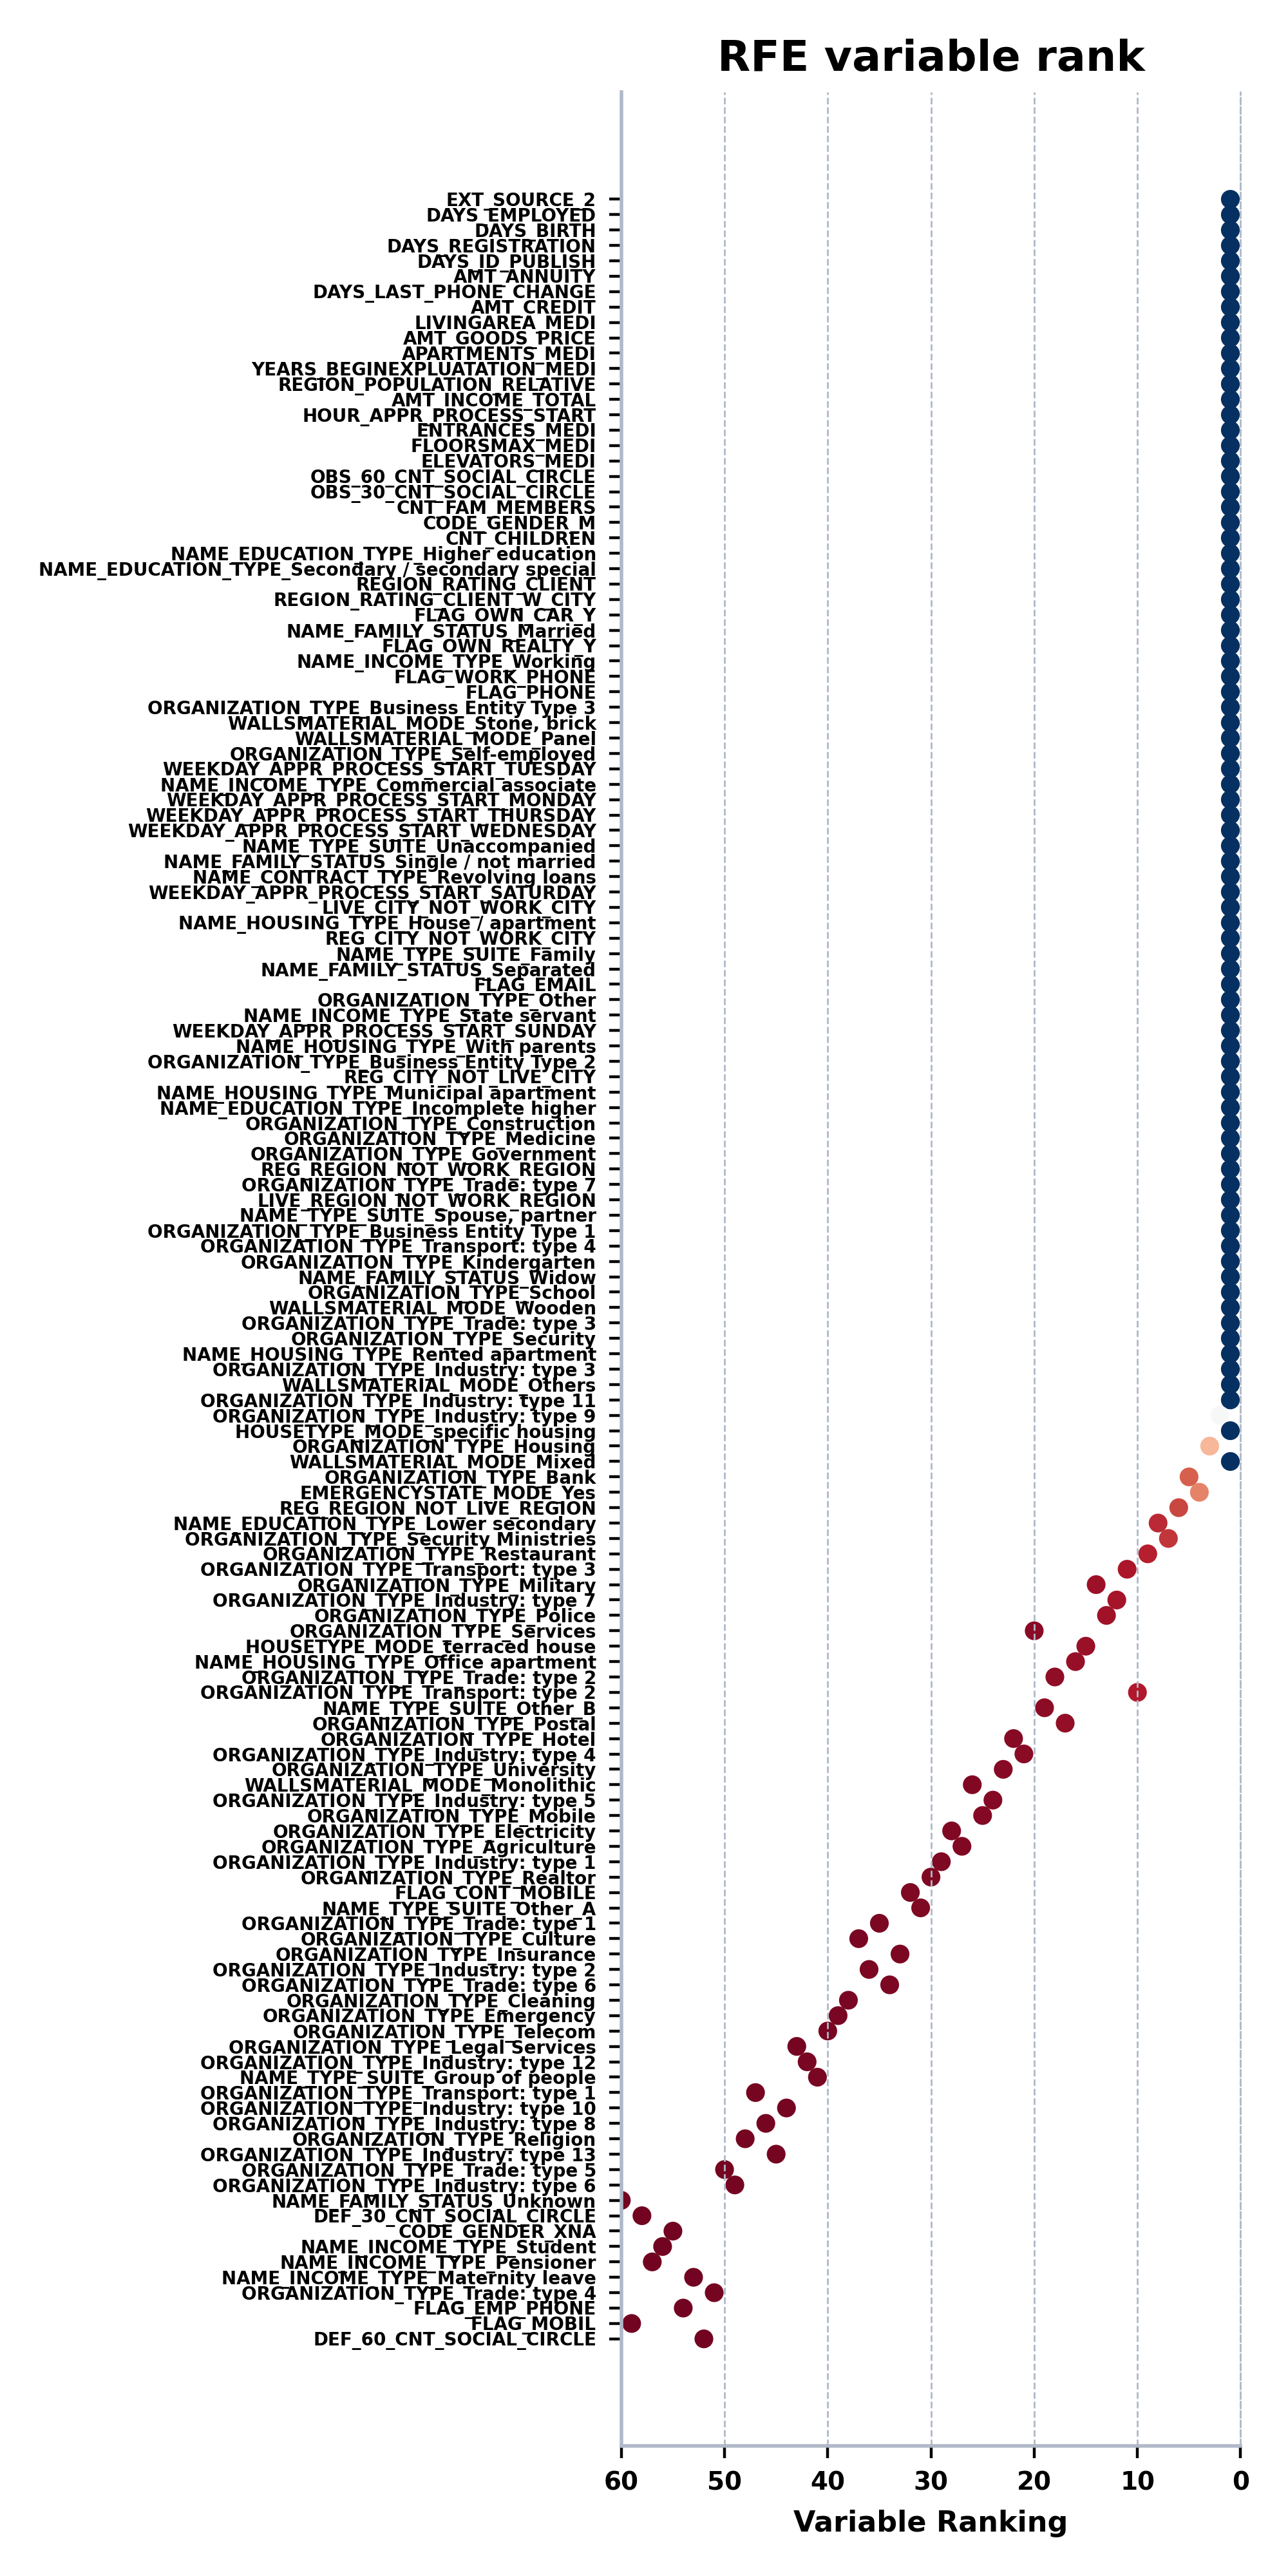 RFE variable rank
EXT_SOURCE_2
DAYS_EMPLOYED
DAYS_BIRTH
DAYS_REGISTRATION
DAYS_ID_PUBLISH
AMT_ANNUITY
DAYS_LAST_PHONE_CHANGE
AMT_CREDIT
LIVINGAREA_MEDI
AMT_GOODS_PRICE
APARTMENTS_MEDI
YEARS_BEGINEXPLUATATION_MEDI
REGION_POPULATION_RELATIVE
AMT_INCOME_TOTAL
HOUR_APPR_PROCESS_START
ENTRANCES_MEDI
FLOORSMAX_MEDI
ELEVATORS_MEDI
OBS_60_CNT_SOCIAL_CIRCLE
OBS_30_CNT_SOCIAL_CIRCLE
CNT_FAM_MEMBERS
CODE_GENDER_M
CNT_CHILDREN
NAME_EDUCATION_TYPE_Higher education
NAME_EDUCATION_TYPE_Secondary / secondary special
REGION_RATING_CLIENT
REGION_RATING_CLIENT_W_CITY
FLAG_OWN_CAR_Y
NAME_FAMILY_STATUS_Married
FLAG_OWN_REALTY_Y
NAME_INCOME_TYPE_Working
FLAG_WORK_PHONE
FLAG_PHONE
ORGANIZATION_TYPE_Business Entity Type 3
WALLSMATERIAL_MODE_Stone, brick
WALLSMATERIAL_MODE_Panel
ORGANIZATION_TYPE_Self-employed
WEEKDAY_APPR_PROCESS_START_TUESDAY
NAME_INCOME_TYPE_Commercial associate
WEEKDAY_APPR_PROCESS_START_MONDAY
WEEKDAY_APPR_PROCESS_START_THURSDAY
WEEKDAY_APPR_PROCESS_START_WEDNESDAY
NAME_TYPE_SUITE_Unaccompanied
NAME_FAMILY_STATUS_Single / not married
NAME_CONTRACT_TYPE_Revolving loans
WEEKDAY_APPR_PROCESS_START_SATURDAY
LIVE_CITY_NOT_WORK_CITY
NAME_HOUSING_TYPE_House / apartment
REG_CITY_NOT_WORK_CITY
NAME_TYPE_SUITE_Family
NAME_FAMILY_STATUS_Separated
FLAG_EMAIL
ORGANIZATION_TYPE_Other
NAME_INCOME_TYPE_State servant
WEEKDAY_APPR_PROCESS_START_SUNDAY
NAME_HOUSING_TYPE_With parents
ORGANIZATION_TYPE_Business Entity Type 2
REG_CITY_NOT_LIVE_CITY
NAME_HOUSING_TYPE_Municipal apartment
NAME_EDUCATION_TYPE_Incomplete higher
ORGANIZATION_TYPE_Construction
ORGANIZATION_TYPE_Medicine
ORGANIZATION_TYPE_Government
REG_REGION_NOT_WORK_REGION
ORGANIZATION_TYPE_Trade: type 7
LIVE_REGION_NOT_WORK_REGION
NAME_TYPE_SUITE_Spouse, partner
ORGANIZATION_TYPE_Business Entity Type 1
ORGANIZATION_TYPE_Transport: type 4
ORGANIZATION_TYPE_Kindergarten
NAME_FAMILY_STATUS_Widow
ORGANIZATION_TYPE_School
WALLSMATERIAL_MODE_Wooden
ORGANIZATION_TYPE_Trade: type 3
ORGANIZATION_TYPE_Security
NAME_HOUSING_TYPE_Rented apartment
ORGANIZATION_TYPE_Industry: type 3
WALLSMATERIAL_MODE_Others
ORGANIZATION_TYPE_Industry: type 11
ORGANIZATION_TYPE_Industry: type 9
HOUSETYPE_MODE_specific housing
ORGANIZATION_TYPE_Housing
WALLSMATERIAL_MODE_Mixed
ORGANIZATION_TYPE_Bank
EMERGENCYSTATE_MODE_Yes
REG_REGION_NOT_LIVE_REGION
NAME_EDUCATION_TYPE_Lower secondary
ORGANIZATION_TYPE_Security Ministries
ORGANIZATION_TYPE_Restaurant
ORGANIZATION_TYPE_Transport: type 3
ORGANIZATION_TYPE_Military
ORGANIZATION_TYPE_Industry: type 7
ORGANIZATION_TYPE_Police
ORGANIZATION_TYPE_Services
HOUSETYPE_MODE_terraced house
NAME_HOUSING_TYPE_Office apartment
ORGANIZATION_TYPE_Trade: type 2
ORGANIZATION_TYPE_Transport: type 2
NAME_TYPE_SUITE_Other_B
ORGANIZATION_TYPE_Postal
ORGANIZATION_TYPE_Hotel
ORGANIZATION_TYPE_Industry: type 4
ORGANIZATION_TYPE_University
WALLSMATERIAL_MODE_Monolithic
ORGANIZATION_TYPE_Industry: type 5
ORGANIZATION_TYPE_Mobile
ORGANIZATION_TYPE_Electricity
ORGANIZATION_TYPE_Agriculture
ORGANIZATION_TYPE_Industry: type 1
ORGANIZATION_TYPE_Realtor
FLAG_CONT_MOBILE
NAME_TYPE_SUITE_Other_A
ORGANIZATION_TYPE_Trade: type 1
ORGANIZATION_TYPE_Culture
ORGANIZATION_TYPE_Insurance
ORGANIZATION_TYPE_Industry: type 2
ORGANIZATION_TYPE_Trade: type 6
ORGANIZATION_TYPE_Cleaning
ORGANIZATION_TYPE_Emergency
ORGANIZATION_TYPE_Telecom
ORGANIZATION_TYPE_Legal Services
ORGANIZATION_TYPE_Industry: type 12
NAME_TYPE_SUITE_Group of people
ORGANIZATION_TYPE_Transport: type 1
ORGANIZATION_TYPE_Industry: type 10
ORGANIZATION_TYPE_Industry: type 8
ORGANIZATION_TYPE_Religion
ORGANIZATION_TYPE_Industry: type 13
ORGANIZATION_TYPE_Trade: type 5
ORGANIZATION_TYPE_Industry: type 6
NAME_FAMILY_STATUS_Unknown
DEF_30_CNT_SOCIAL_CIRCLE
CODE_GENDER_XNA
NAME_INCOME_TYPE_Student
NAME_INCOME_TYPE_Pensioner
NAME_INCOME_TYPE_Maternity leave
ORGANIZATION_TYPE_Trade: type 4
FLAG_EMP_PHONE
FLAG_MOBIL
DEF_60_CNT_SOCIAL_CIRCLE
60 50 40 30 20 10 0
Variable Ranking